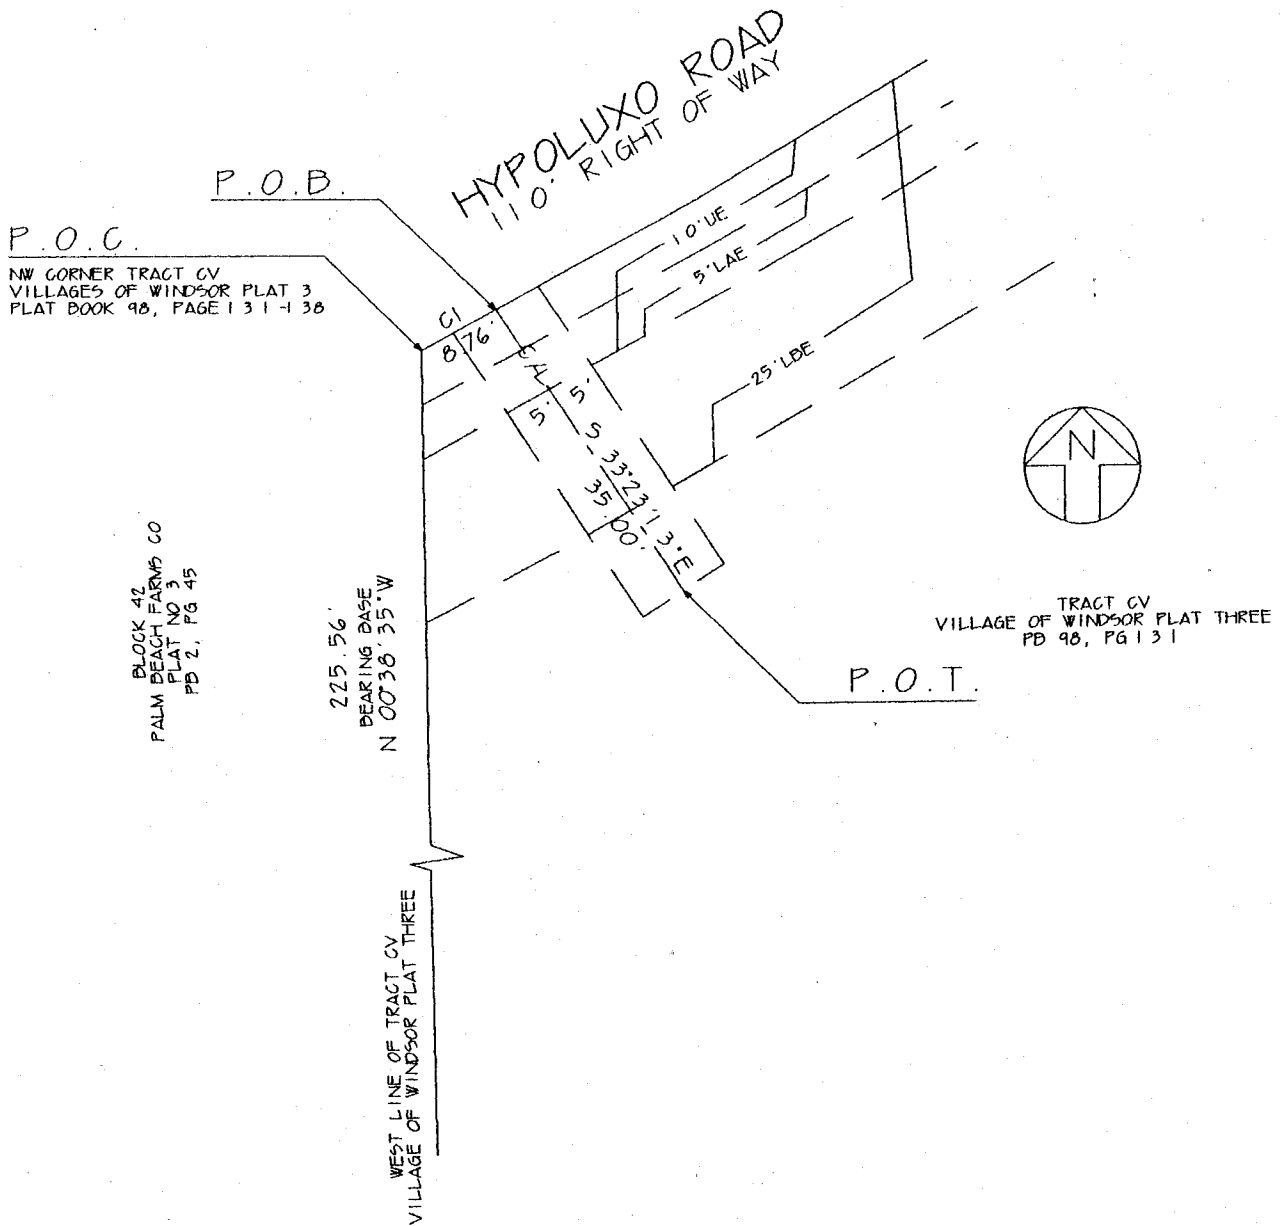 HYPOLUXO ROAD
110' RIGHT OF WAY
P.O.B.
P.O.C.
NW CORNER TRACT CV
VILLAGES OF WINDSOR PLAT 3
PLAT BOOK 98, PAGE 131-138
C1
8.76'
10' UE
5' LAE
25' LBE
5'
5'
S 33°23'13"E
35.00'
N
BLOCK 42
PALM BEACH FARMS CO
PLAT NO 3
PB 2, PG 45
225.56'
BEARING BASE
N 00°38'35"W
TRACT CV
VILLAGE OF WINDSOR PLAT THREE
PB 98, PG 131
P.O.T.
WEST LINE OF TRACT CV
VILLAGE OF WINDSOR PLAT THREE